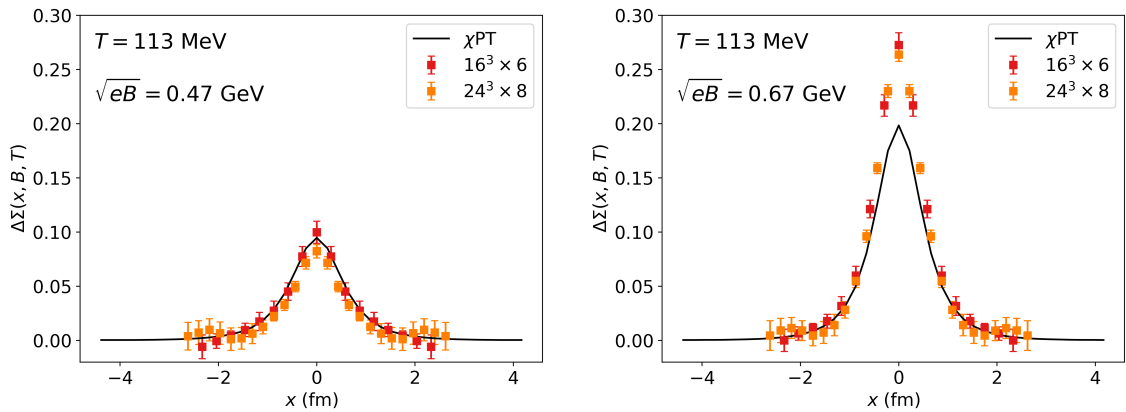 T = 113 MeV
√eB = 0.47 GeV
χPT
16³ × 6
24³ × 8
0.30
0.25
0.20
0.15
0.10
0.05
0.00
ΔΣ(x, B, T)
−4 −2 0 2 4
x (fm)
T = 113 MeV
√eB = 0.67 GeV
χPT
16³ × 6
24³ × 8
0.30
0.25
0.20
0.15
0.10
0.05
0.00
ΔΣ(x, B, T)
−4 −2 0 2 4
x (fm)